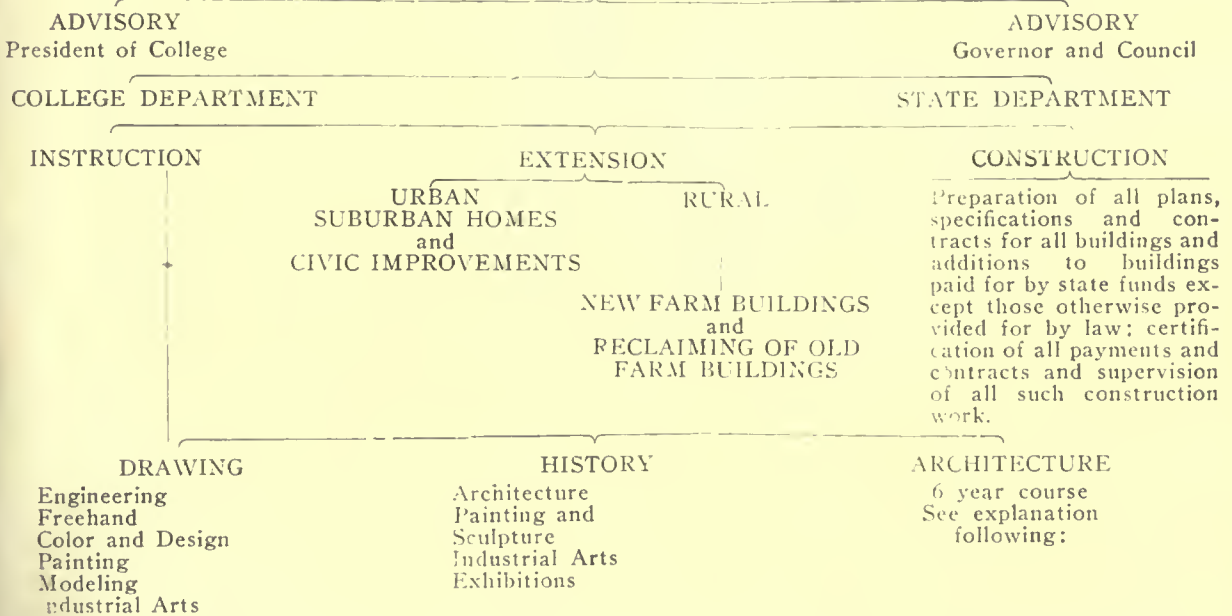 ADVISORY
President of College
ADVISORY
Governor and Council
COLLEGE DEPARTMENT
STATE DEPARTMENT
INSTRUCTION
EXTENSION
CONSTRUCTION
URBAN
SUBURBAN HOMES
and
CIVIC IMPROVEMENTS
RURAL
NEW FARM BUILDINGS
and
RECLAIMING OF OLD
FARM BUILDINGS
Preparation of all plans,
specifications and con-
tracts for all buildings and
additions to buildings
paid for by state funds ex-
cept those otherwise pro-
vided for by law: certifi-
cation of all payments and
contracts and supervision
of all such construction
work.
DRAWING
Engineering
Freehand
Color and Design
Painting
Modeling
Industrial Arts
HISTORY
Architecture
Painting and
Sculpture
Industrial Arts
Exhibitions
ARCHITECTURE
6 year course
See explanation
following: